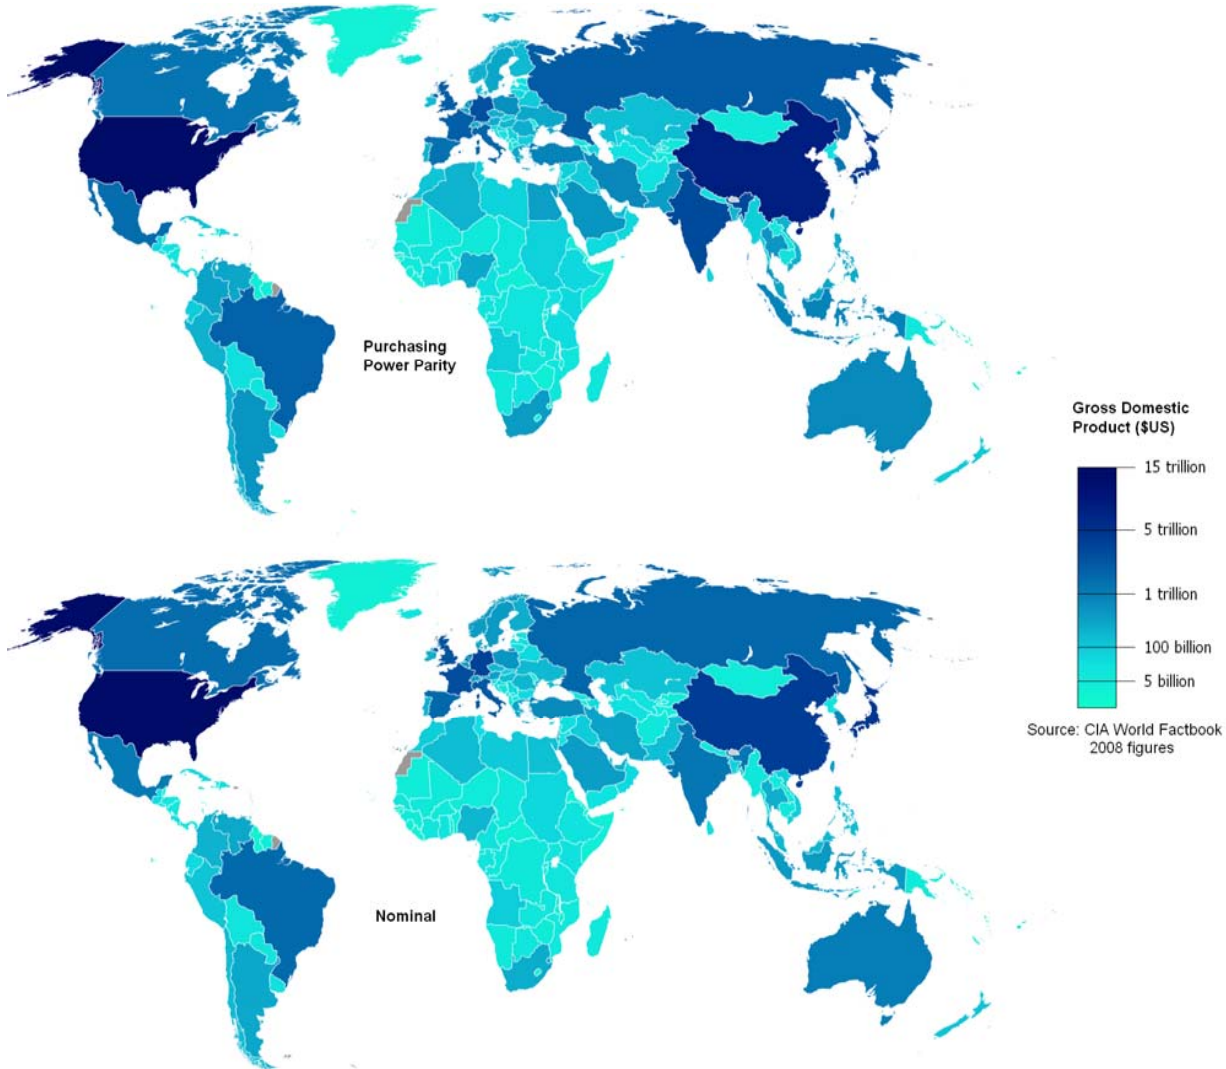 Purchasing
Power Parity
Gross Domestic
Product ($US)
15 trillion
5 trillion
1 trillion
100 billion
5 billion
Source: CIA World Factbook
2008 figures
Nominal